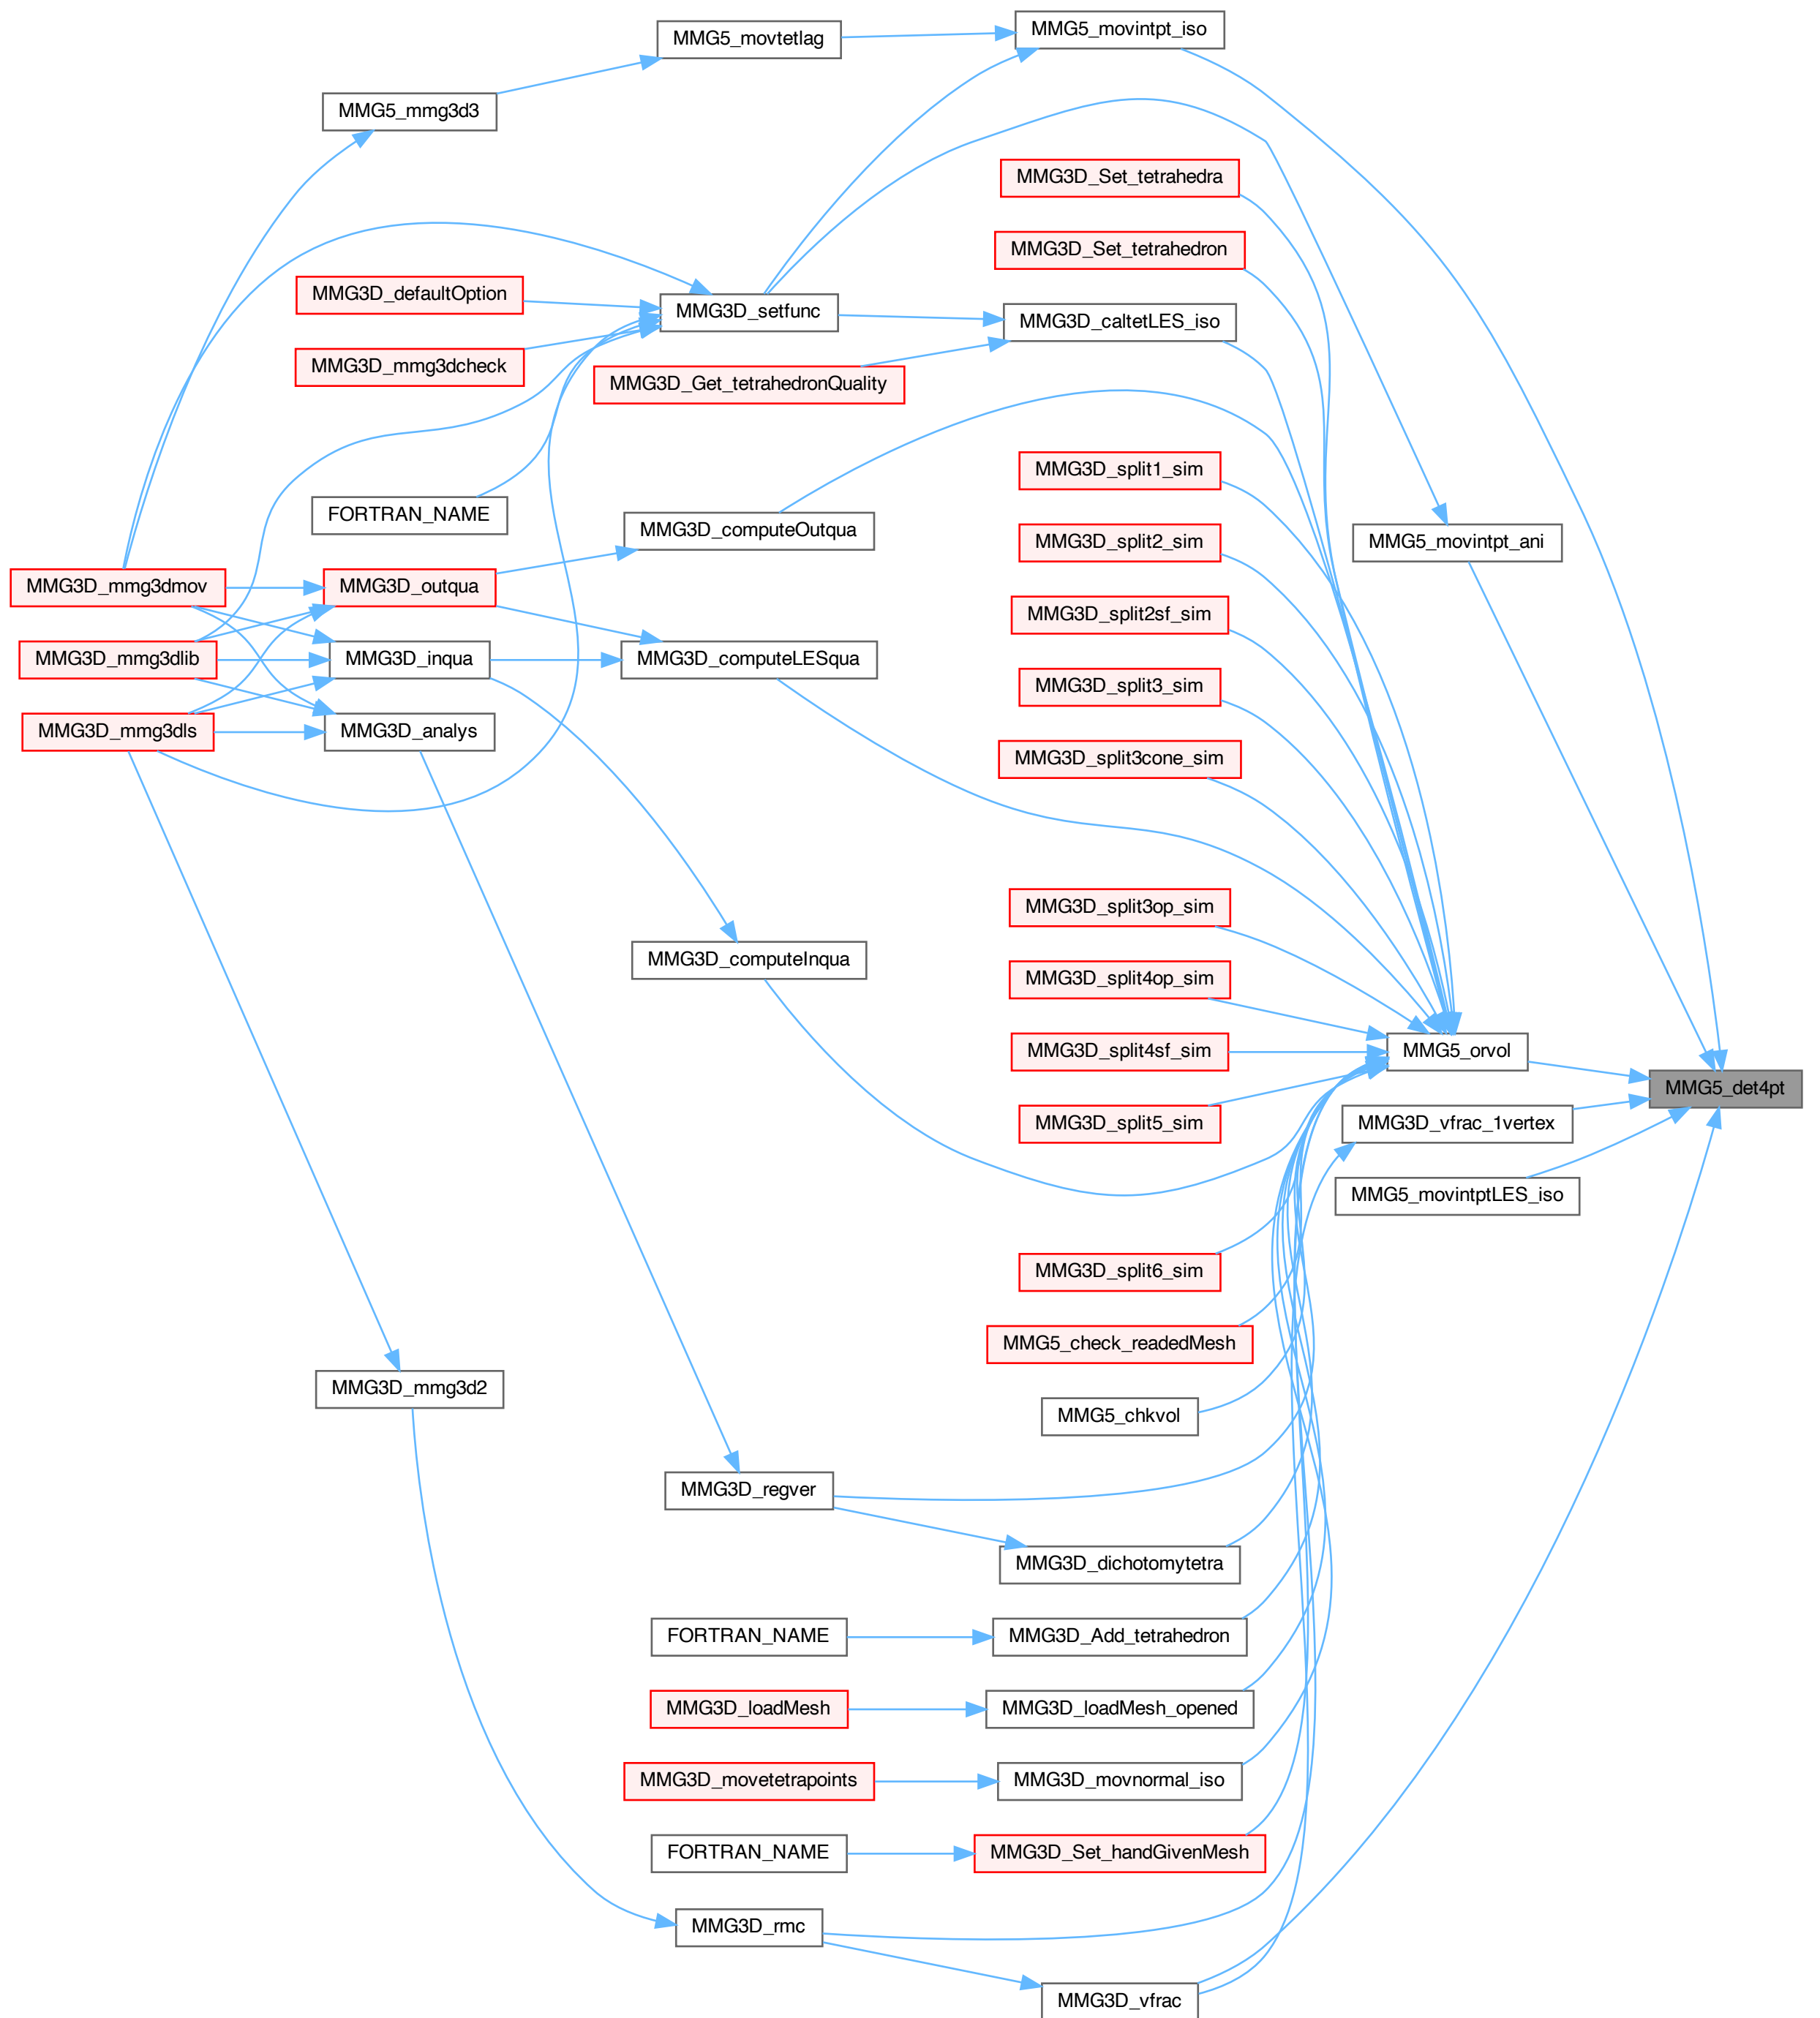 MMG5_movintpt_iso
MMG5_movtetlag
MMG5_mmg3d3
MMG3D_Set_tetrahedra
MMG3D_Set_tetrahedron
MMG3D_defaultOption
MMG3D_setfunc
MMG3D_caltetLES_iso
MMG3D_mmg3dcheck
MMG3D_Get_tetrahedronQuality
MMG3D_split1_sim
FORTRAN_NAME
MMG3D_computeOutqua
MMG3D_split2_sim
MMG5_movintpt_ani
MMG3D_mmg3dmov
MMG3D_outqua
MMG3D_split2sf_sim
MMG3D_mmg3dlib
MMG3D_inqua
MMG3D_computeLESqua
MMG3D_split3_sim
MMG3D_mmg3dls
MMG3D_analys
MMG3D_split3cone_sim
MMG3D_split3op_sim
MMG3D_computeInqua
MMG3D_split4op_sim
MMG3D_split4sf_sim
MMG5_orvol
MMG5_det4pt
MMG3D_split5_sim
MMG3D_vfrac_1vertex
MMG5_movintptLES_iso
MMG3D_split6_sim
MMG5_check_readedMesh
MMG3D_mmg3d2
MMG5_chkvol
MMG3D_regver
MMG3D_dichotomytetra
FORTRAN_NAME
MMG3D_Add_tetrahedron
MMG3D_loadMesh
MMG3D_loadMesh_opened
MMG3D_movetetrapoints
MMG3D_movnormal_iso
FORTRAN_NAME
MMG3D_Set_handGivenMesh
MMG3D_rmc
MMG3D_vfrac